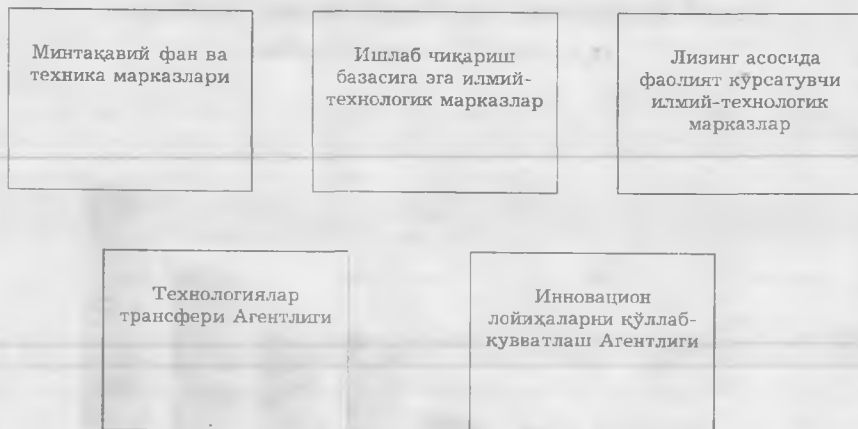 Минтақавий фан ва
техника марказлари
Ишлаб чиқариш
базасига эга илмий-
технологик марказлар
Лизинг асосида
фаолият кўрсатувчи
илмий-технологик
марказлар
Технологиялар
трансфери Агентлиги
Инновацион
лойиҳаларни қўллаб-
қувватлаш Агентлиги